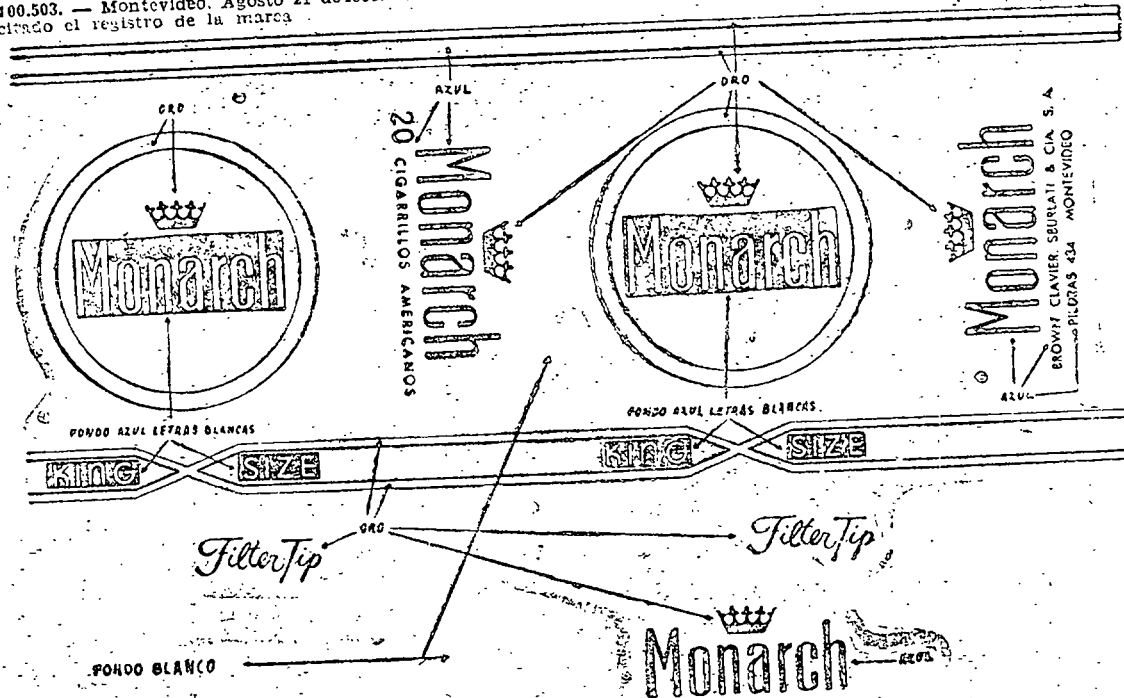 100.503. — Montevideo, Agosto 21 de
citado el registro de la marca
ORO
AZUL
ORO
Monarch
20 CIGARRILLOS AMERICANOS
Monarch
Monarch
Monarch
BROWN CLAVIER, SBURLATI & CIA. S. A.
PIEDRAS 434 MONTEVIDEO
AZUL
FONDO AZUL LETRAS BLANCAS
FONDO AZUL LETRAS BLANCAS
KING SIZE
KING SIZE
ORO
Filter Tip
Filter Tip
Monarch
AZUL
FONDO BLANCO